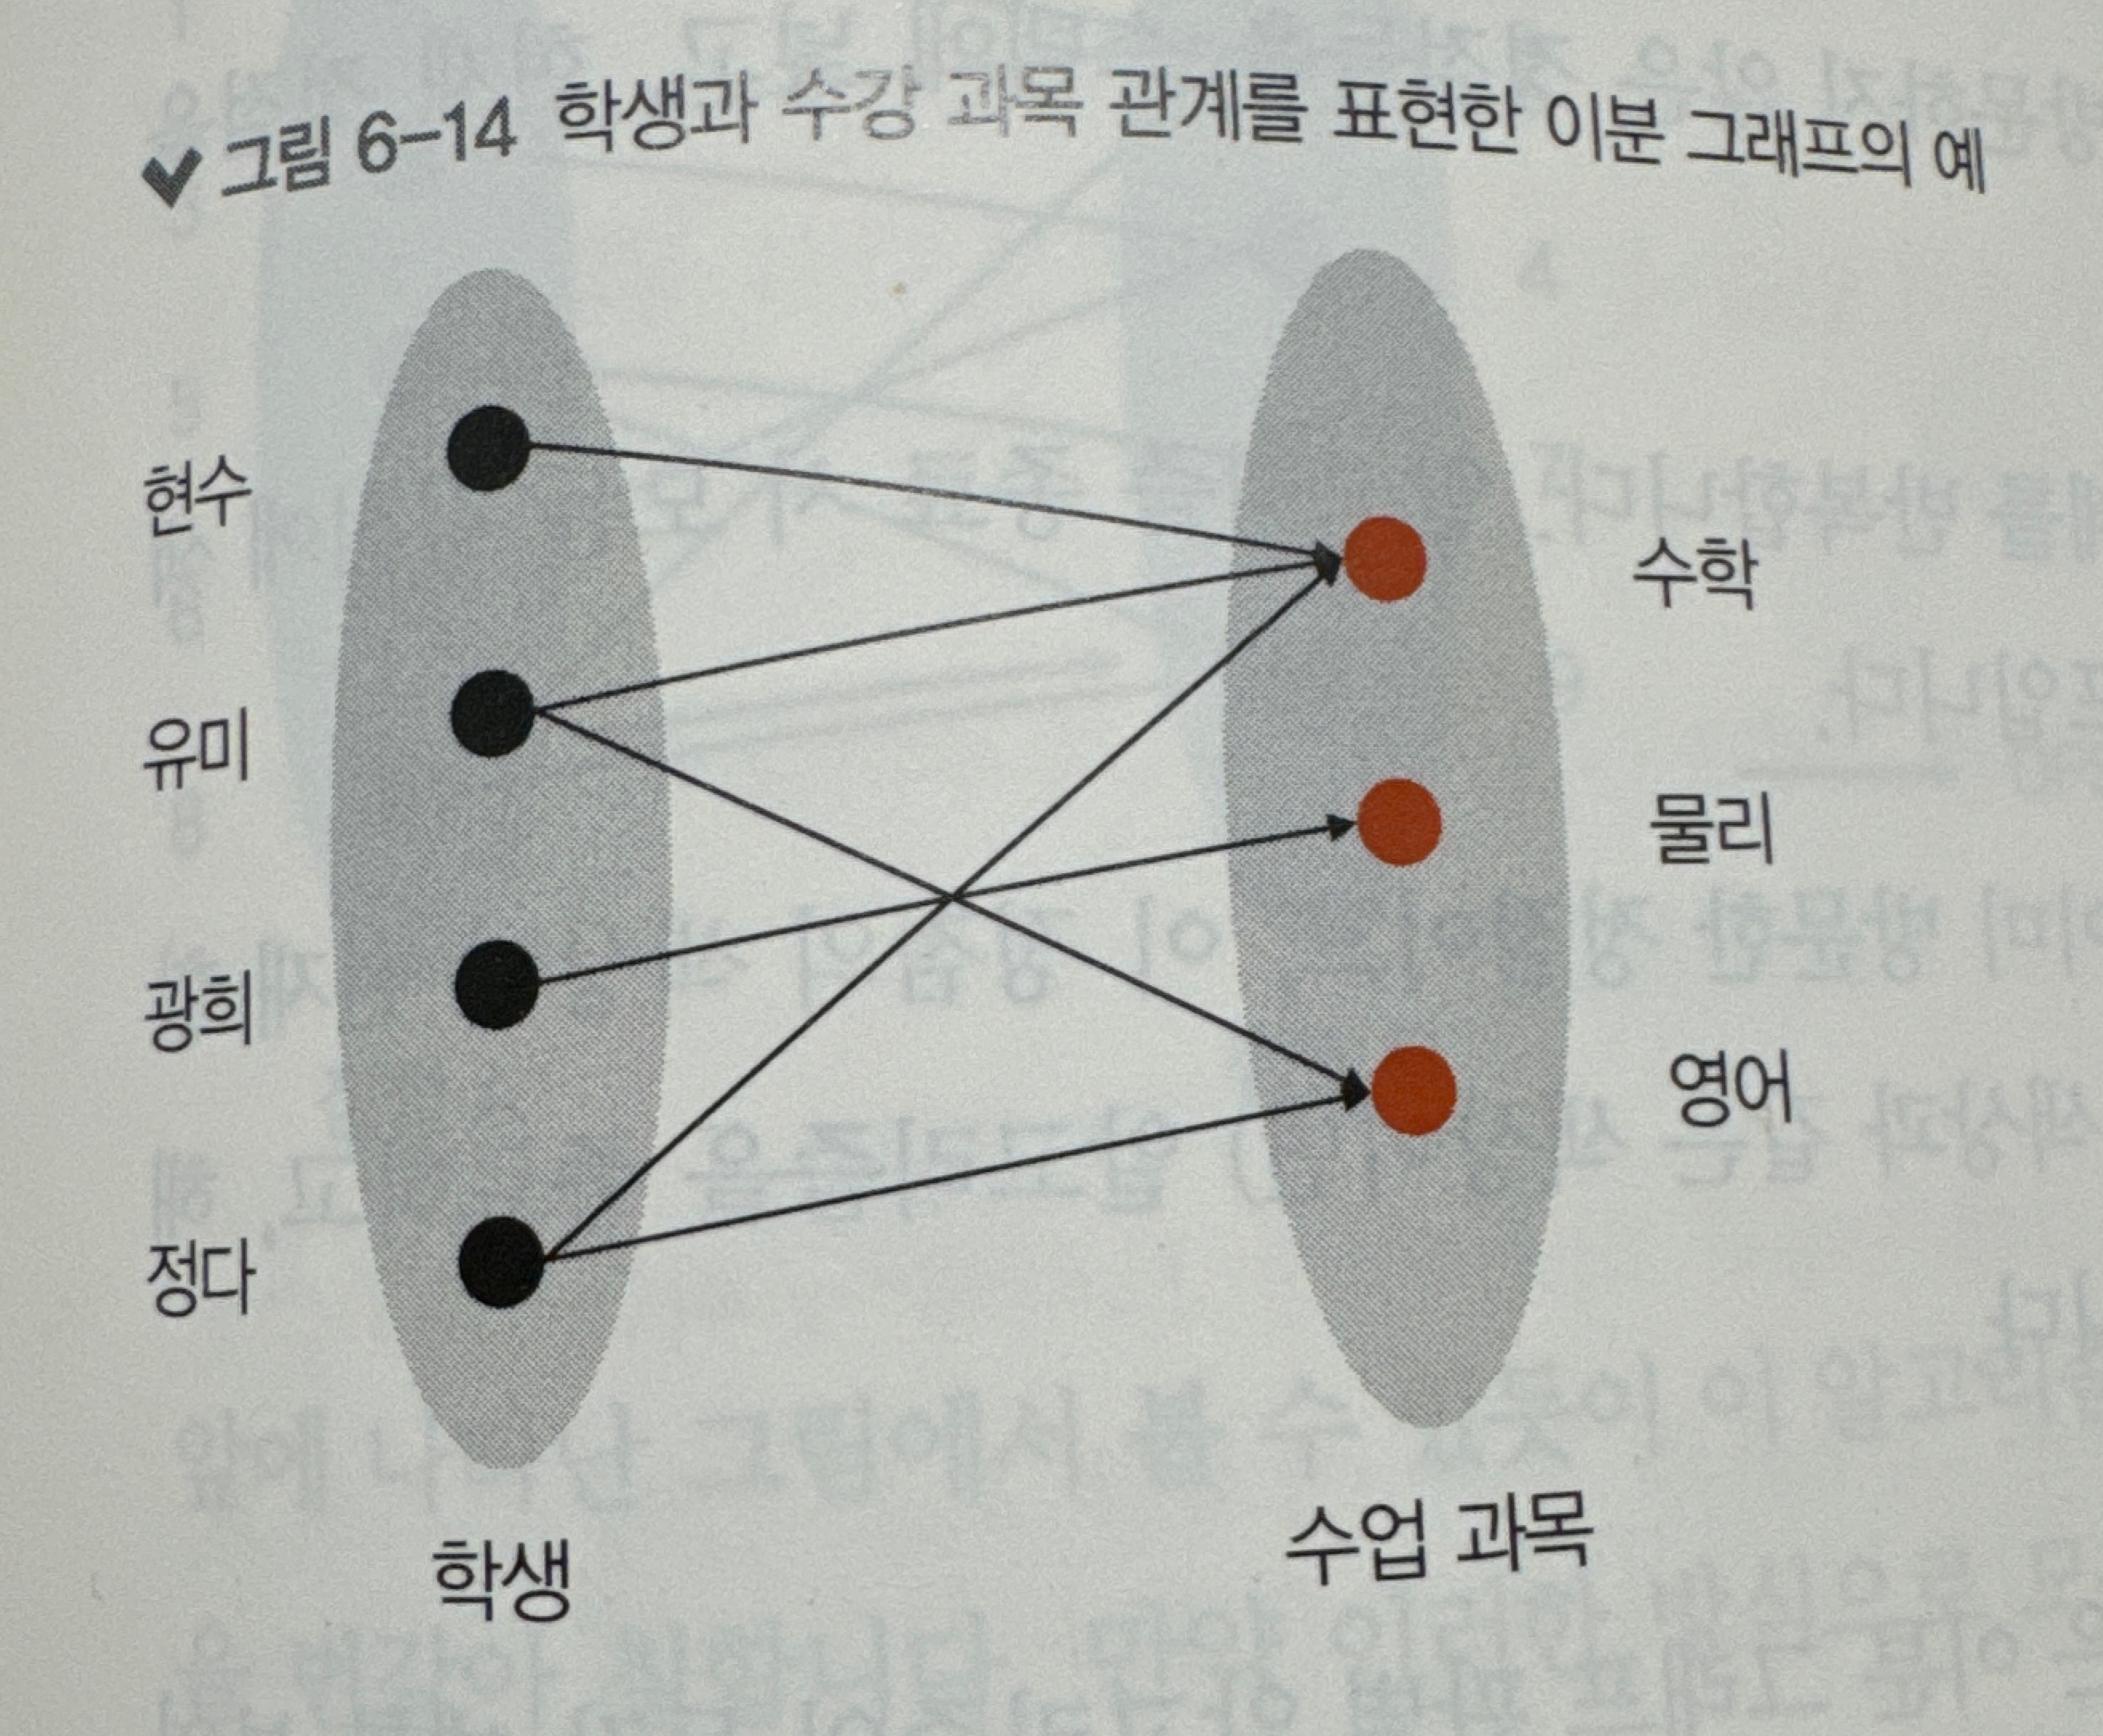 그림 6-14 학생과 수강 과목 관계를 표현한 이분 그래프의 예
현수
유미
광희
정다
수학
물리
영어
학생
수업 과목